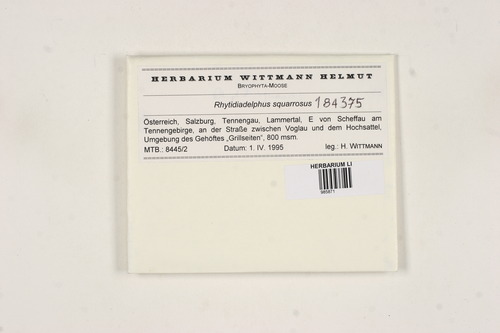 HERBARIUM WITTMANN HELMUT
BRYOPHYTA-MOOSE
Rhytidiadelphus squarrosus 184375
Österreich, Salzburg, Tennengau, Lammertal, E von Scheffau am
Tennengebirge, an der Straße zwischen Voglau und dem Hochsattel,
Umgebung des Gehöftes „Grillseiten“, 800 msm.
MTB.: 8445/2 Datum: 1. IV. 1995 leg.: H. WITTMANN
HERBARIUM LI
985871